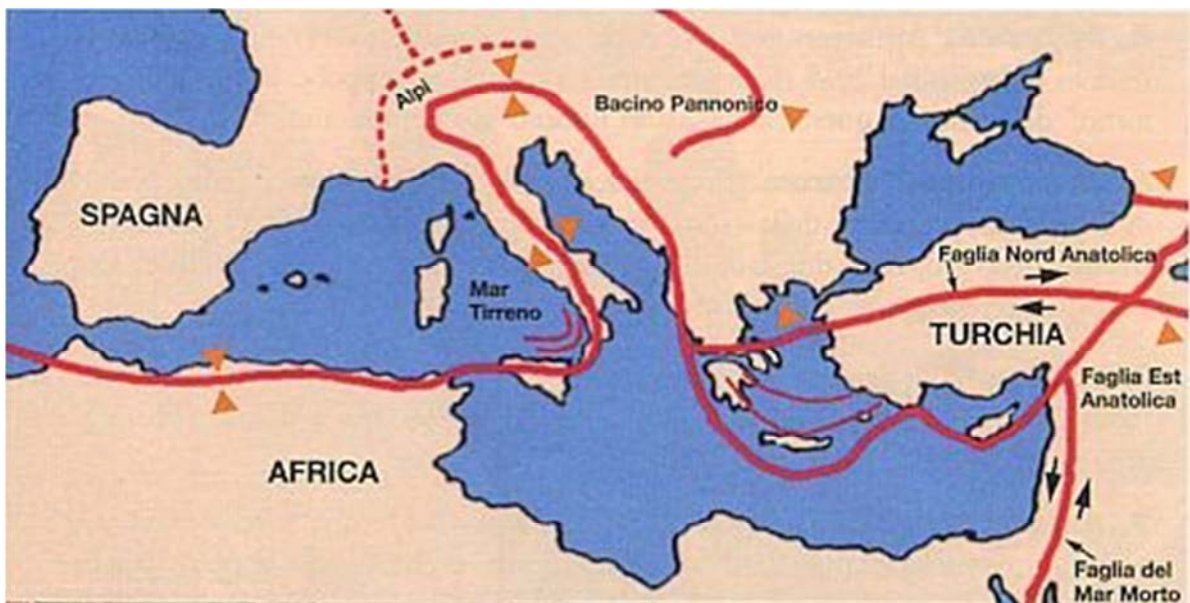 Alpi
Bacino Pannonico
SPAGNA
Faglia Nord Anatolica
Mar
Tirreno
TURCHIA
Faglia Est
Anatolica
AFRICA
Faglia del
Mar Morto